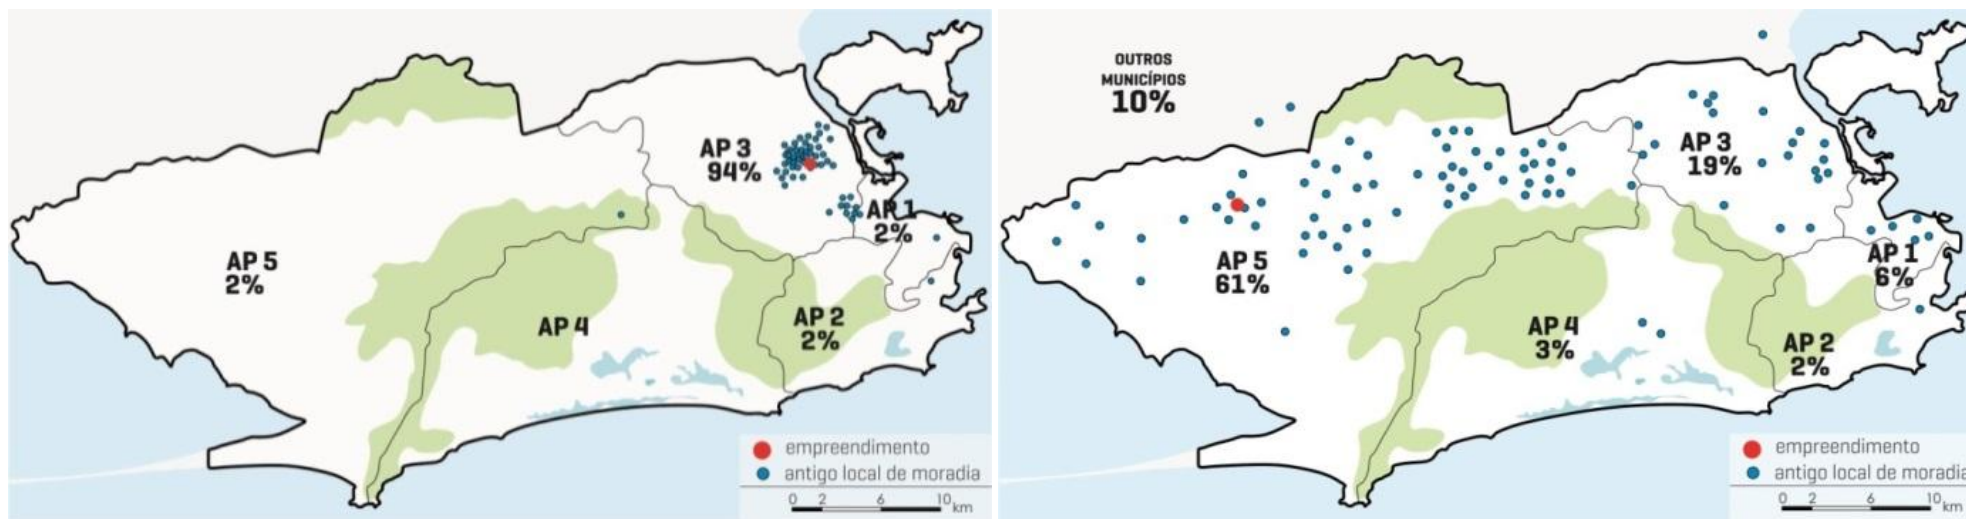 AP 3
94%
AP 1
2%
AP 5
2%
AP 4
AP 2
2%
empreendimento
antigo local de moradia
0 2 6 10 km
OUTROS
MUNICÍPIOS
10%
AP 3
19%
AP 1
6%
AP 5
61%
AP 4
3%
AP 2
2%
empreendimento
antigo local de moradia
0 2 6 10 km